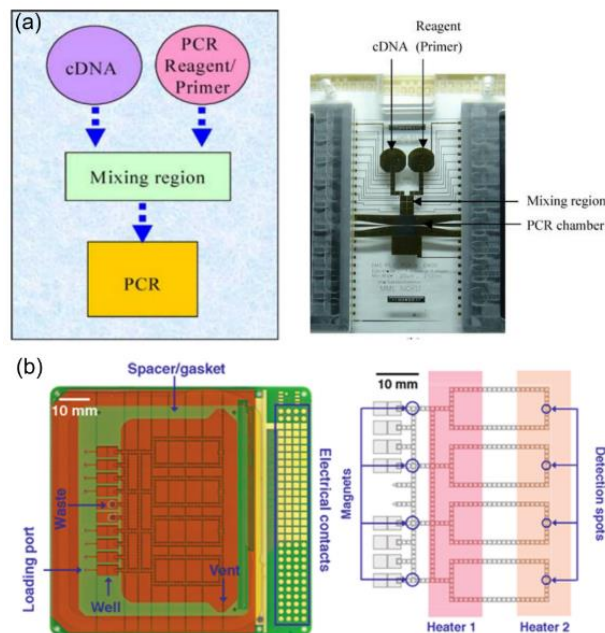 (a)
cDNA
PCR
Reagent/
Primer
Mixing region
PCR
Reagent
cDNA (Primer)
Mixing region
PCR chamber
(b)
Spacer/gasket
10 mm
Waste
Loading port
Well
Vent
Electrical contacts
10 mm
Magnets
Detection spots
Heater 1
Heater 2